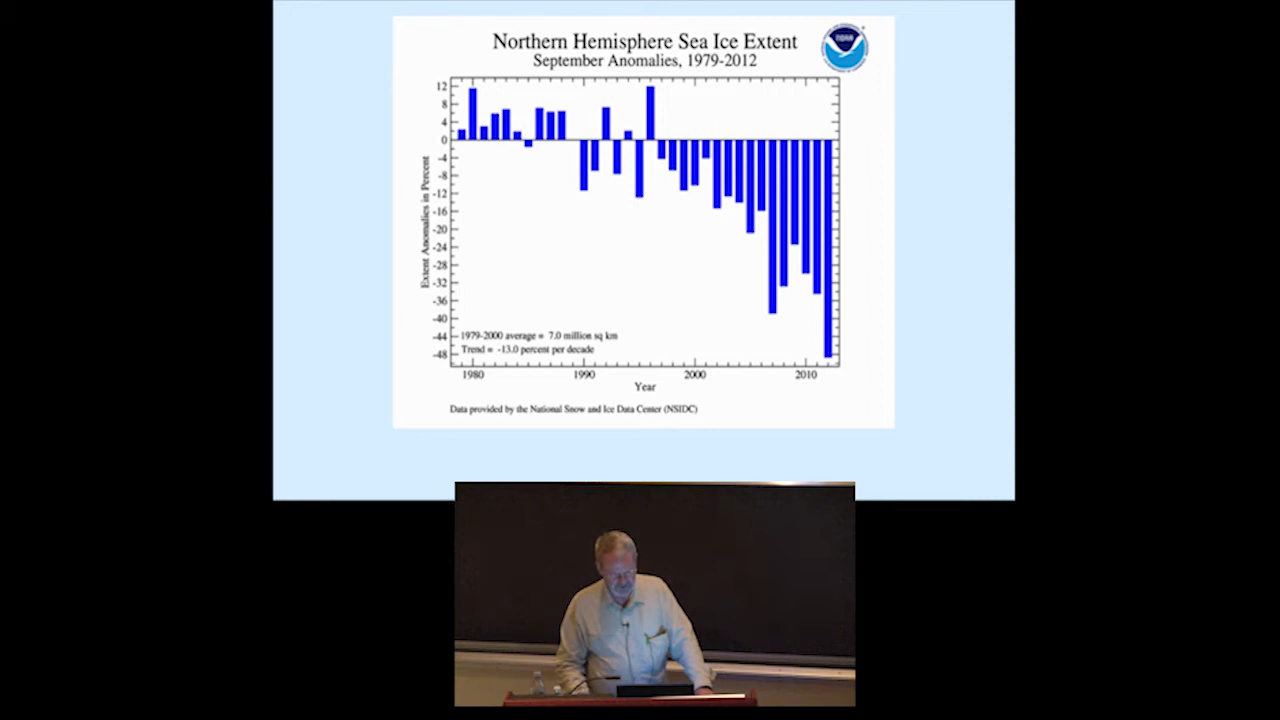 Northern Hemisphere Sea Ice Extent
September Anomalies, 1979-2012
NOAA
12
8
4
0
-4
-8
-12
-16
-20
-24
-28
-32
-36
-40
-44
-48
Extent Anomalies in Percent
1979-2000 average = 7.0 million sq km
Trend = -13.0 percent per decade
1980 1990 2000 2010
Year
Data provided by the National Snow and Ice Data Center (NSIDC)